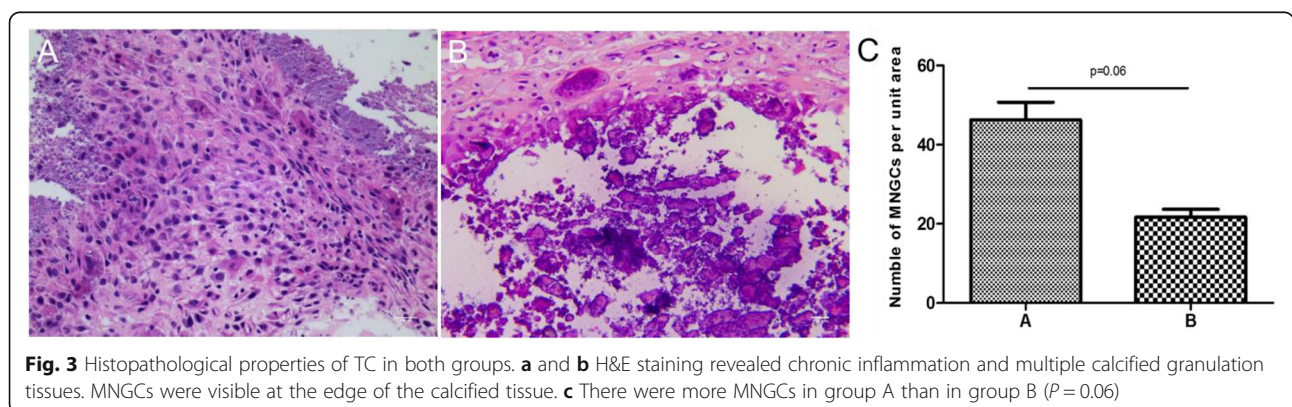 A
B
C
p=0.06
60
40
20
0
Numble of MNGCs per unit area
A
B
Fig. 3 Histopathological properties of TC in both groups. a and b H&E staining revealed chronic inflammation and multiple calcified granulation
tissues. MNGCs were visible at the edge of the calcified tissue. c There were more MNGCs in group A than in group B (P = 0.06)